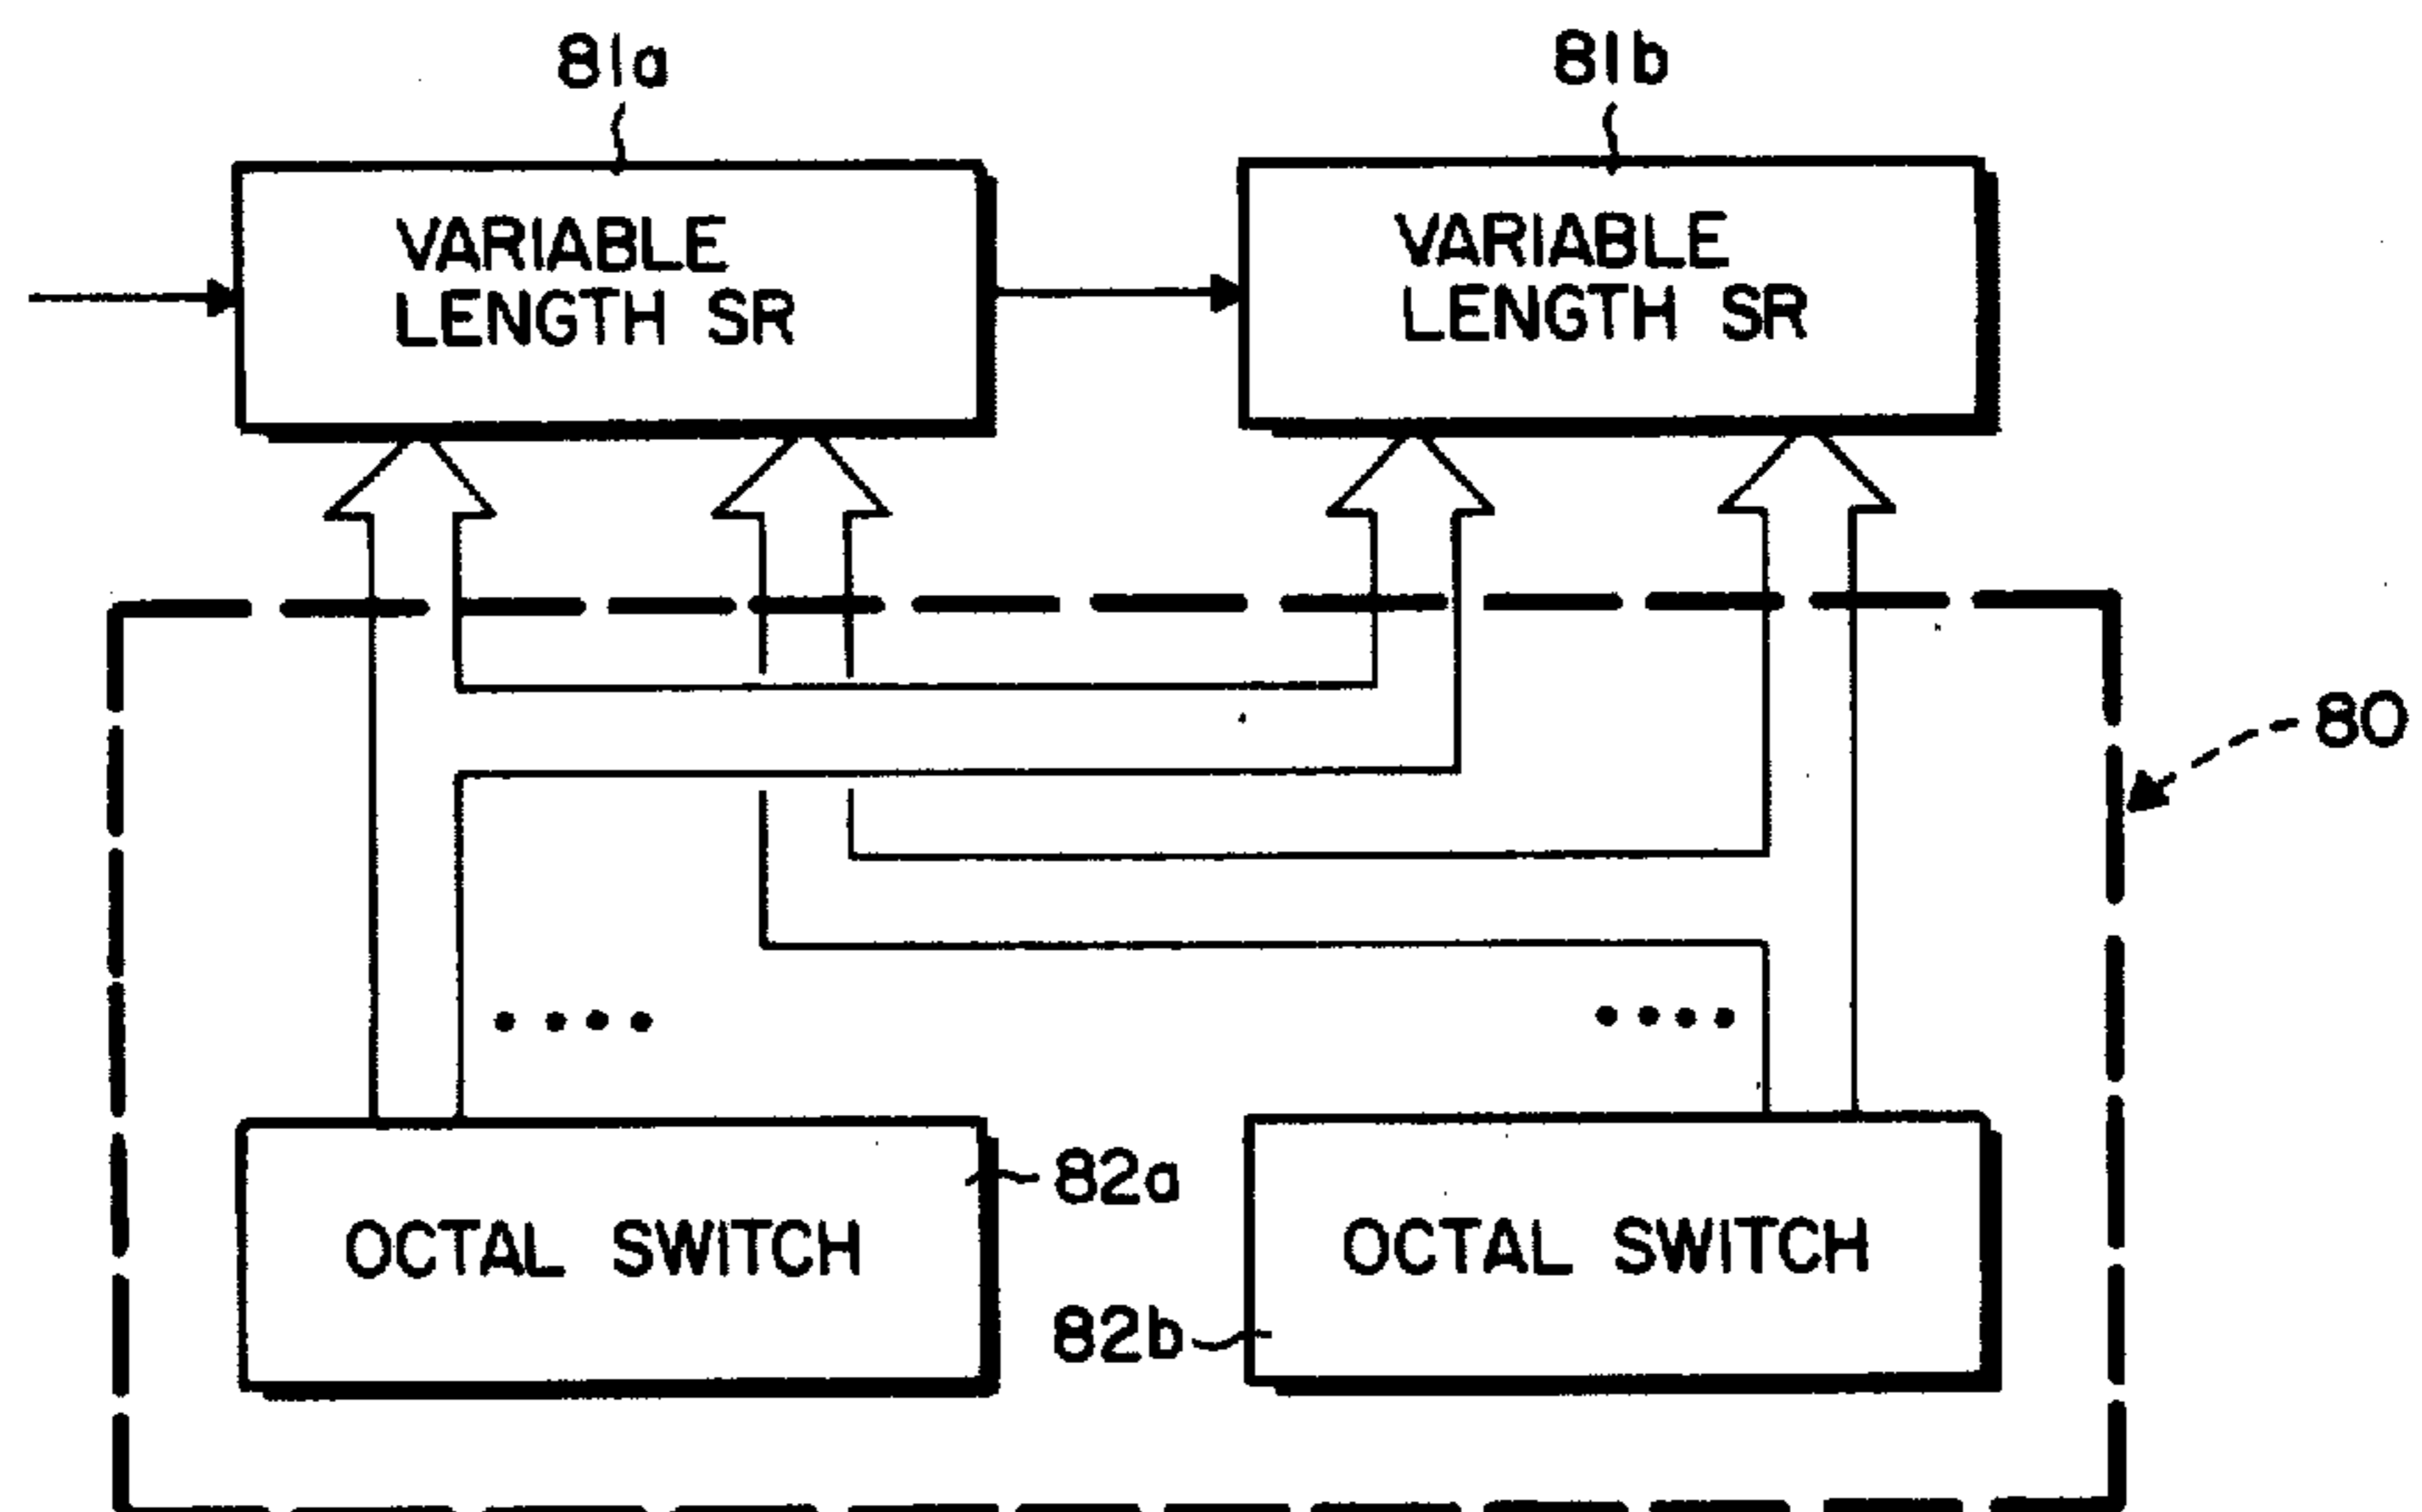 81a
81b
VARIABLE
LENGTH SR
VARIABLE
LENGTH SR
80
82a
OCTAL SWITCH
OCTAL SWITCH
82b